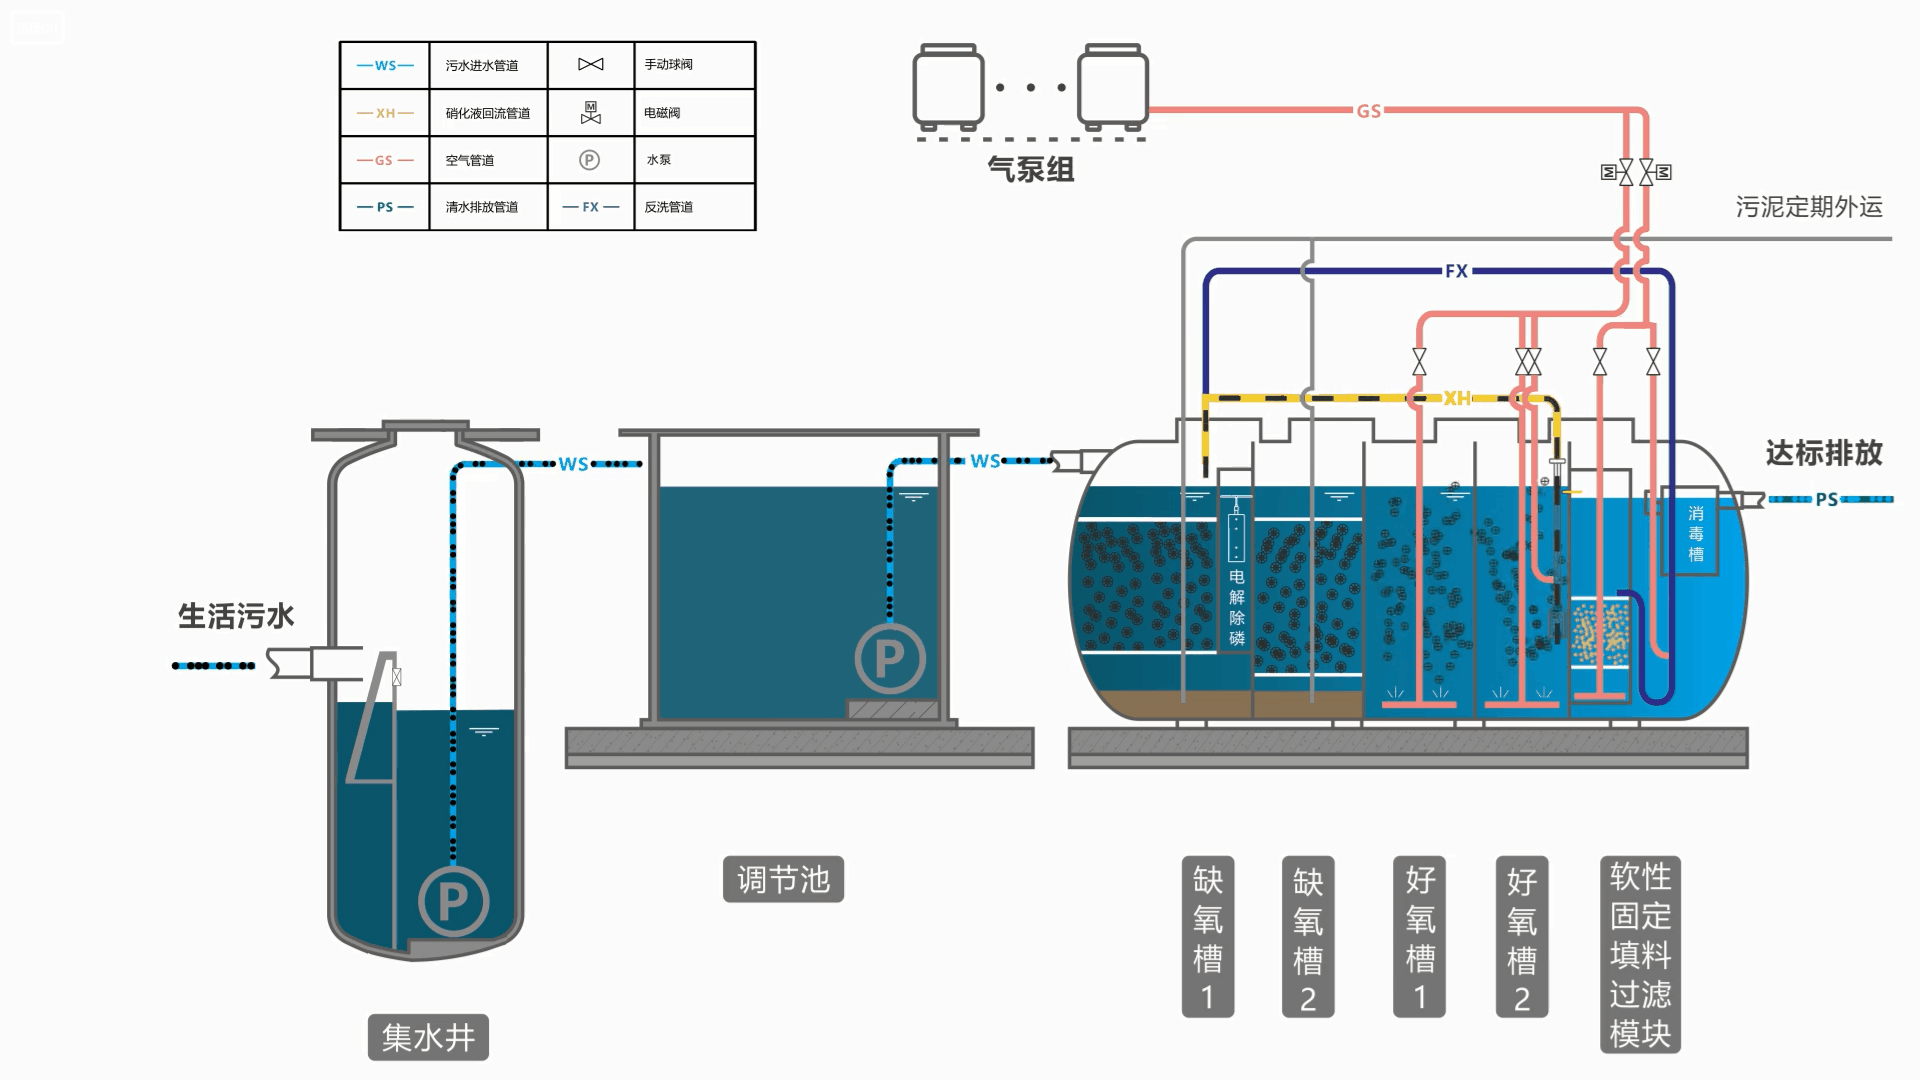 WS 污水进水管道 手动球阀
XH 硝化液回流管道 M 电磁阀
GS 空气管道 P 水泵
PS 清水排放管道 FX 反洗管道
气泵组
GS
M M
污泥定期外运
FX
XH
达标排放
WS
WS
PS
消毒槽
电解除磷
生活污水
P
P
调节池
缺氧槽1
缺氧槽2
好氧槽1
好氧槽2
软性
固定
填料
过滤
模块
集水井